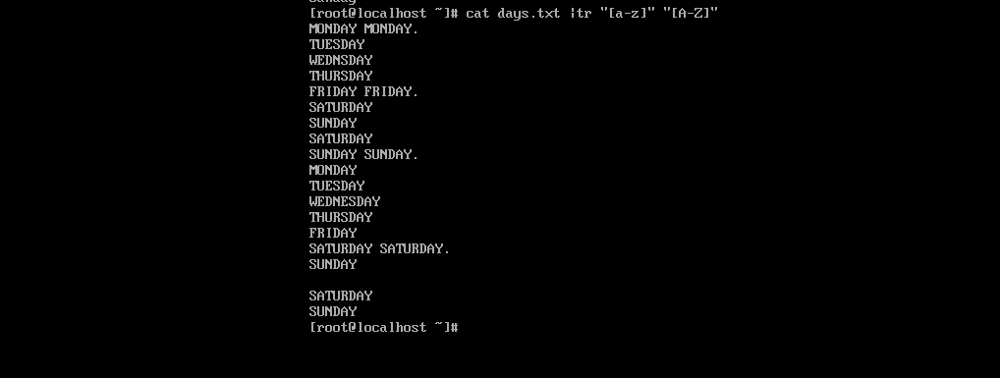 Sunday
[root@localhost ~]# cat days.txt |tr "[a-z]" "[A-Z]"
MONDAY MONDAY.
TUESDAY
WEDNSDAY
THURSDAY
FRIDAY FRIDAY.
SATURDAY
SUNDAY
SATURDAY
SUNDAY SUNDAY.
MONDAY
TUESDAY
WEDNESDAY
THURSDAY
FRIDAY
SATURDAY SATURDAY.
SUNDAY
SATURDAY
SUNDAY
[root@localhost ~]#